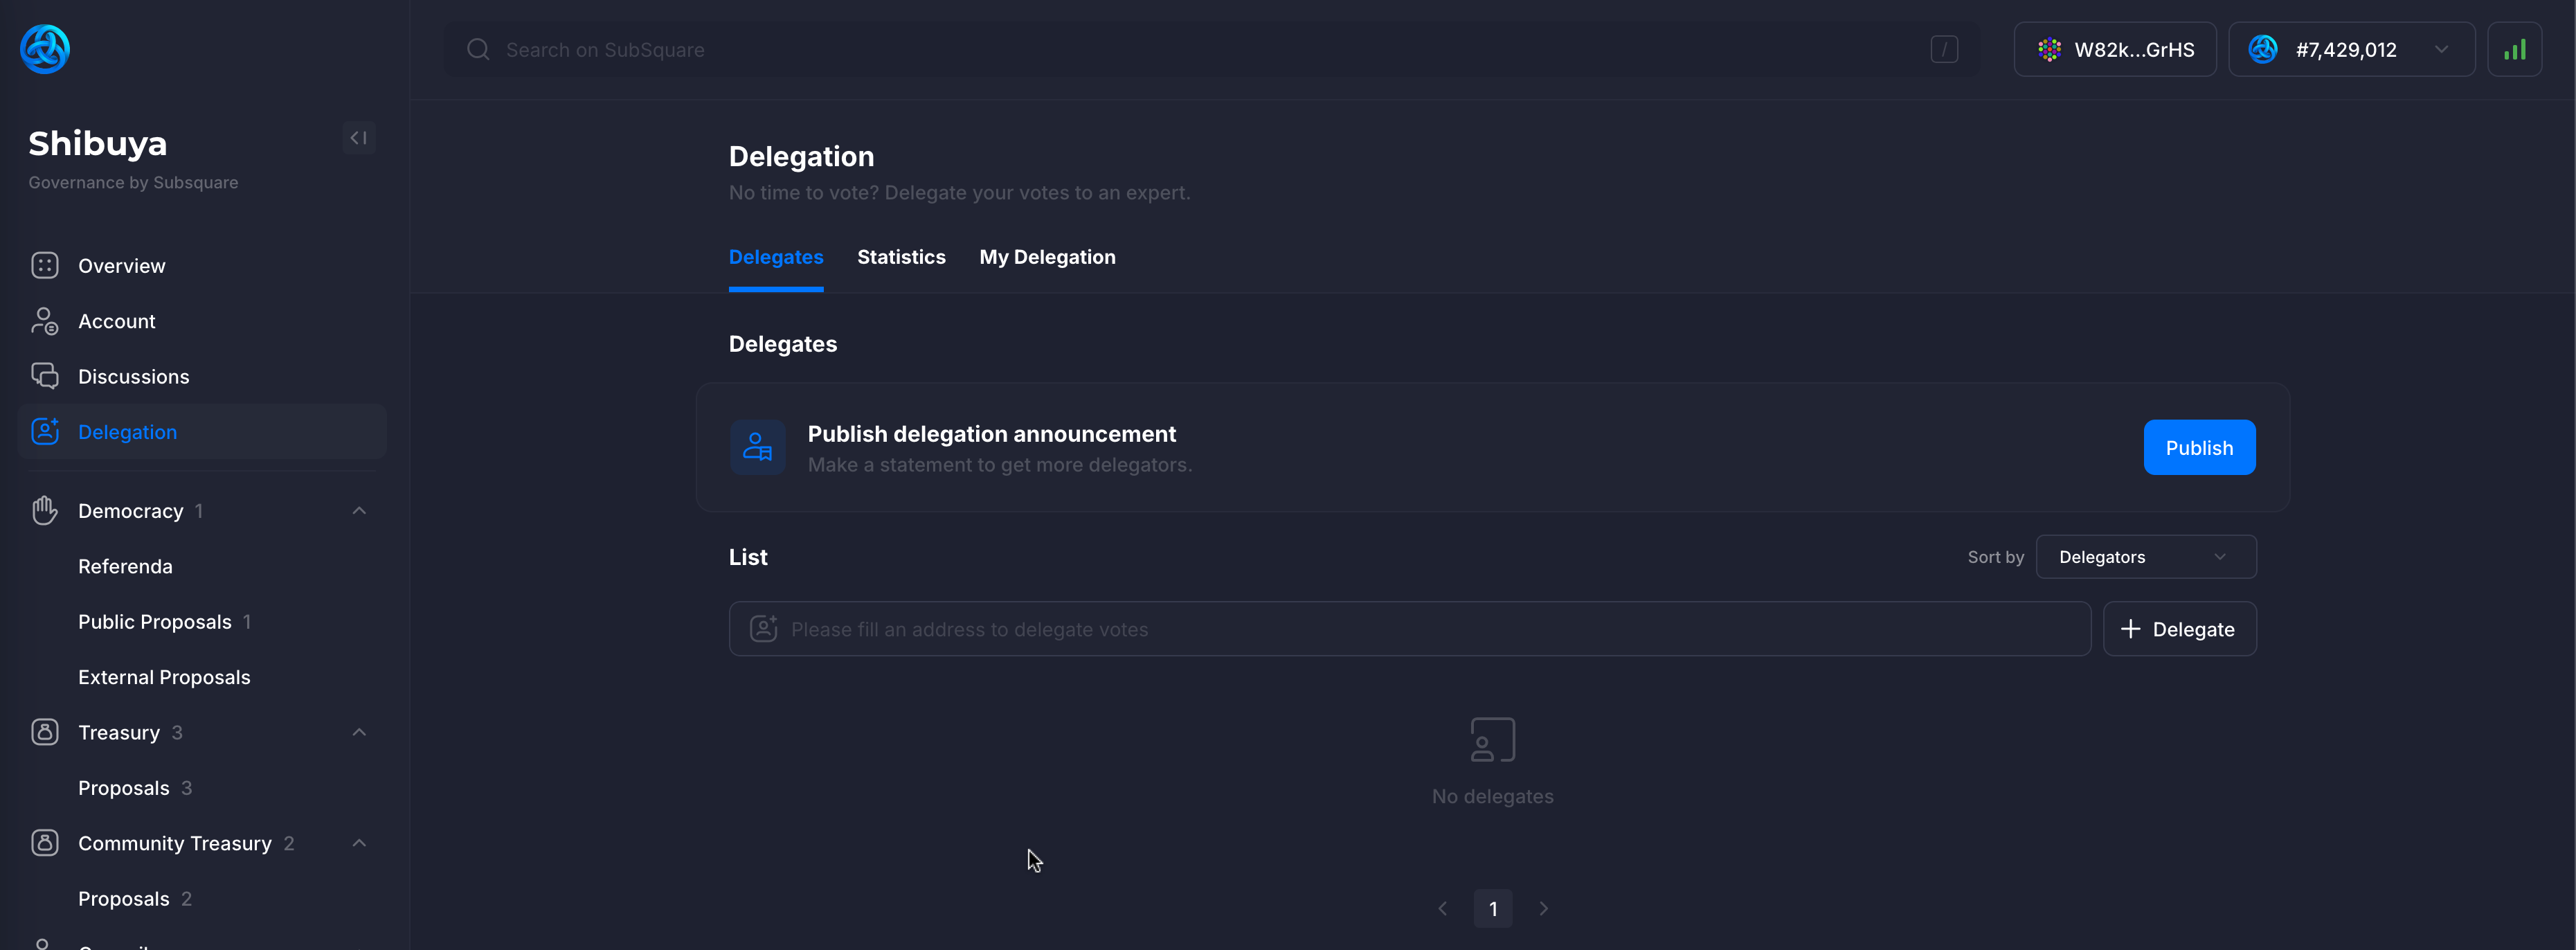 Search on SubSquare
/
W82k...GrHS
#7,429,012
Shibuya
Governance by Subsquare
Overview
Account
Discussions
Delegation
Democracy 1
Referenda
Public Proposals 1
External Proposals
Treasury 3
Proposals 3
Community Treasury 2
Proposals 2
Delegation
No time to vote? Delegate your votes to an expert.
Delegates Statistics My Delegation
Delegates
Publish delegation announcement
Make a statement to get more delegators.
Publish
List
Sort by Delegators
Please fill an address to delegate votes
Delegate
No delegates
1